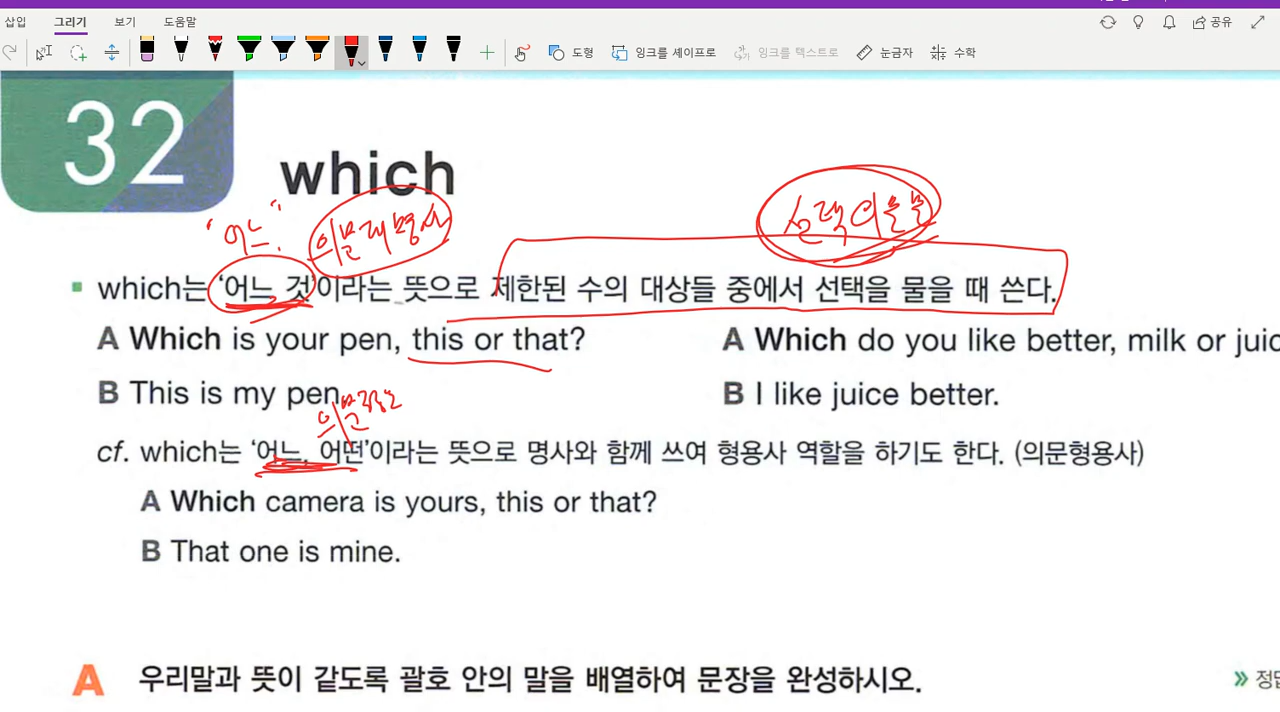 삽입 그리기 보기 도움말 공유
도형 잉크를 셰이프로 잉크를 텍스트로 눈금자 수학
32
which
"어느" 의문대명사 선택의문문
which는 '어느 것'이라는 뜻으로 제한된 수의 대상들 중에서 선택을 물을 때 쓴다.
A Which is your pen, this or that? A Which do you like better, milk or juic
B This is my pen. B I like juice better.
cf. which는 '어느, 어떤'이라는 뜻으로 명사와 함께 쓰여 형용사 역할을 하기도 한다. (의문형용사)
A Which camera is yours, this or that?
B That one is mine.
A 우리말과 뜻이 같도록 괄호 안의 말을 배열하여 문장을 완성하시오. » 정답